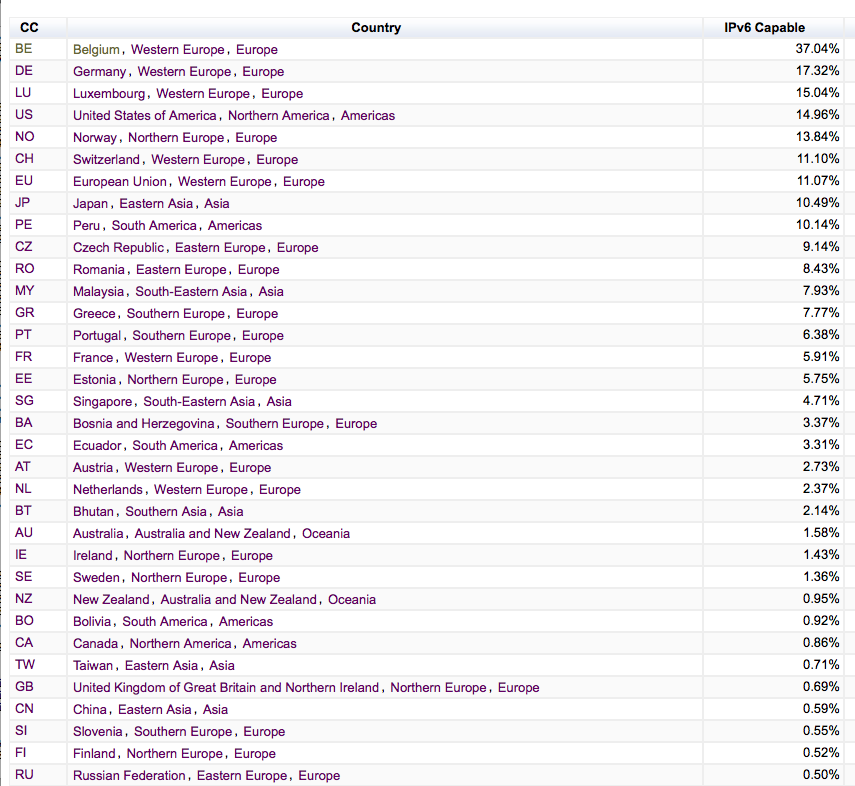 CC Country IPv6 Capable
BE Belgium, Western Europe, Europe 37.04%
DE Germany, Western Europe, Europe 17.32%
LU Luxembourg, Western Europe, Europe 15.04%
US United States of America, Northern America, Americas 14.96%
NO Norway, Northern Europe, Europe 13.84%
CH Switzerland, Western Europe, Europe 11.10%
EU European Union, Western Europe, Europe 11.07%
JP Japan, Eastern Asia, Asia 10.49%
PE Peru, South America, Americas 10.14%
CZ Czech Republic, Eastern Europe, Europe 9.14%
RO Romania, Eastern Europe, Europe 8.43%
MY Malaysia, South-Eastern Asia, Asia 7.93%
GR Greece, Southern Europe, Europe 7.77%
PT Portugal, Southern Europe, Europe 6.38%
FR France, Western Europe, Europe 5.91%
EE Estonia, Northern Europe, Europe 5.75%
SG Singapore, South-Eastern Asia, Asia 4.71%
BA Bosnia and Herzegovina, Southern Europe, Europe 3.37%
EC Ecuador, South America, Americas 3.31%
AT Austria, Western Europe, Europe 2.73%
NL Netherlands, Western Europe, Europe 2.37%
BT Bhutan, Southern Asia, Asia 2.14%
AU Australia, Australia and New Zealand, Oceania 1.58%
IE Ireland, Northern Europe, Europe 1.43%
SE Sweden, Northern Europe, Europe 1.36%
NZ New Zealand, Australia and New Zealand, Oceania 0.95%
BO Bolivia, South America, Americas 0.92%
CA Canada, Northern America, Americas 0.86%
TW Taiwan, Eastern Asia, Asia 0.71%
GB United Kingdom of Great Britain and Northern Ireland, Northern Europe, Europe 0.69%
CN China, Eastern Asia, Asia 0.59%
SI Slovenia, Southern Europe, Europe 0.55%
FI Finland, Northern Europe, Europe 0.52%
RU Russian Federation, Eastern Europe, Europe 0.50%